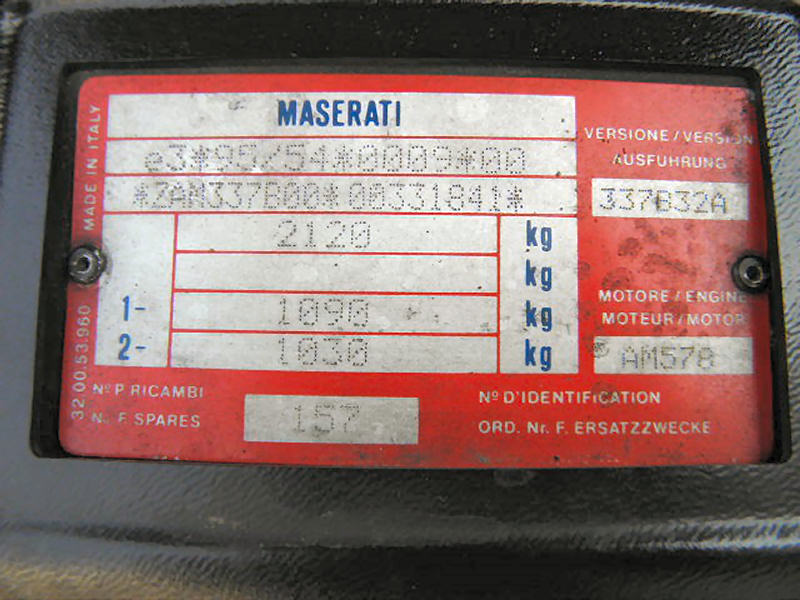 MASERATI
e3*95/54*0009*00
*ZAM337B00*00331841*
2120 kg
kg
1- 1090 kg
2- 1030 kg
MADE IN ITALY
32.00.53.960
VERSIONE/VERSION
AUSFÜHRUNG
337B32A
MOTORE/ENGINE
MOTEUR/MOTOR
AM578
Nº P. RICAMBI
Nr. F. SPARES
157
Nº D'IDENTIFICATION
ORD. Nr. F. ERSATZZWECKE